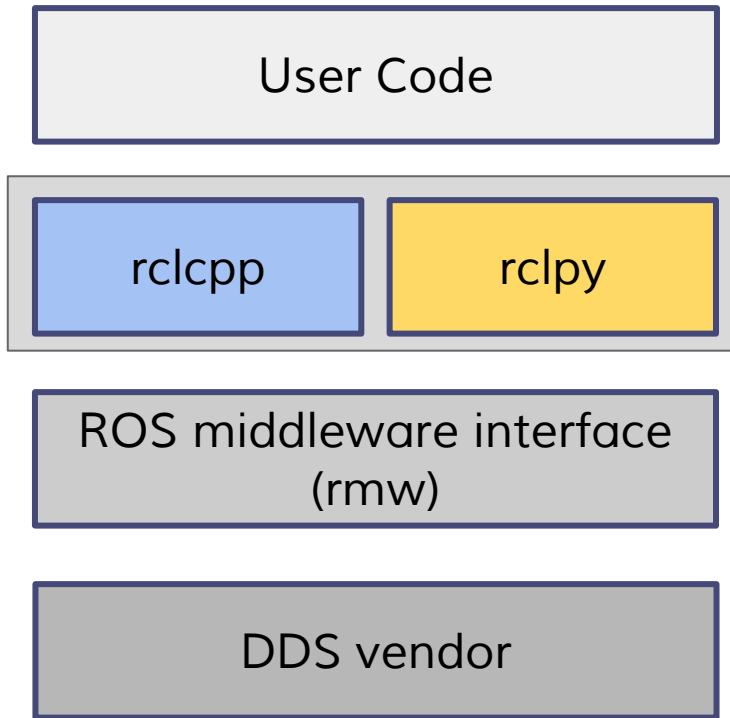 User Code
rclcpp
rclpy
ROS middleware interface
(rmw)
DDS vendor